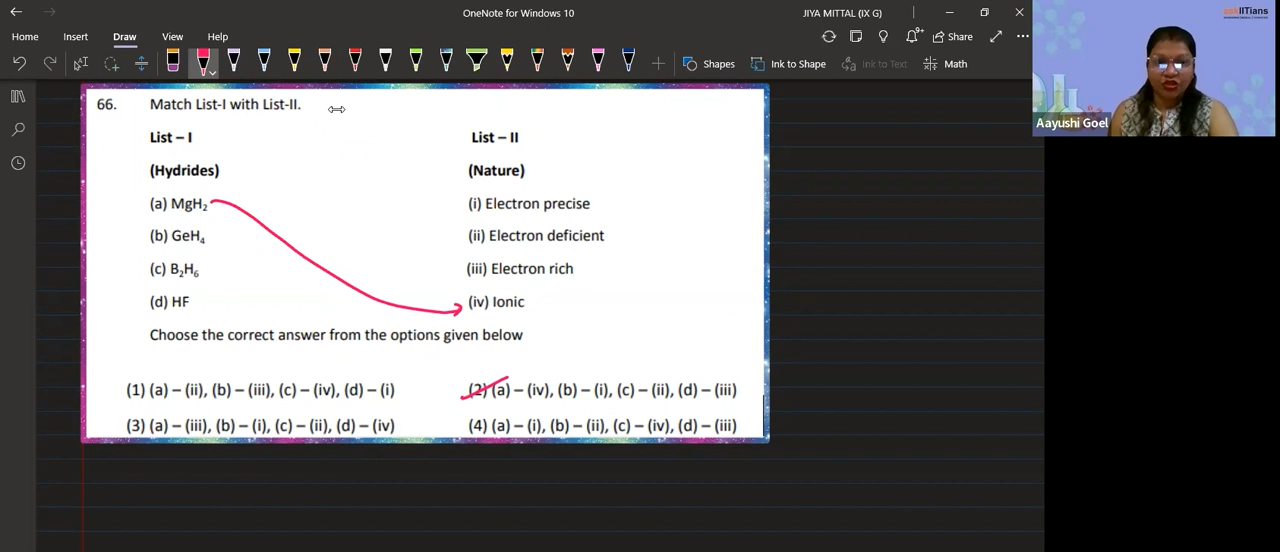 OneNote for Windows 10
JIYA MITTAL (IX G)
Home Insert Draw View Help
Share
Shapes Ink to Shape Ink to Text Math
askIITians
Aayushi Goel
66. Match List-I with List-II.
List – I List – II
(Hydrides) (Nature)
(a) MgH₂ (i) Electron precise
(b) GeH₄ (ii) Electron deficient
(c) B₂H₆ (iii) Electron rich
(d) HF (iv) Ionic
Choose the correct answer from the options given below
(1) (a) – (ii), (b) – (iii), (c) – (iv), (d) – (i) (2) (a) – (iv), (b) – (i), (c) – (ii), (d) – (iii)
(3) (a) – (iii), (b) – (i), (c) – (ii), (d) – (iv) (4) (a) – (i), (b) – (ii), (c) – (iv), (d) – (iii)